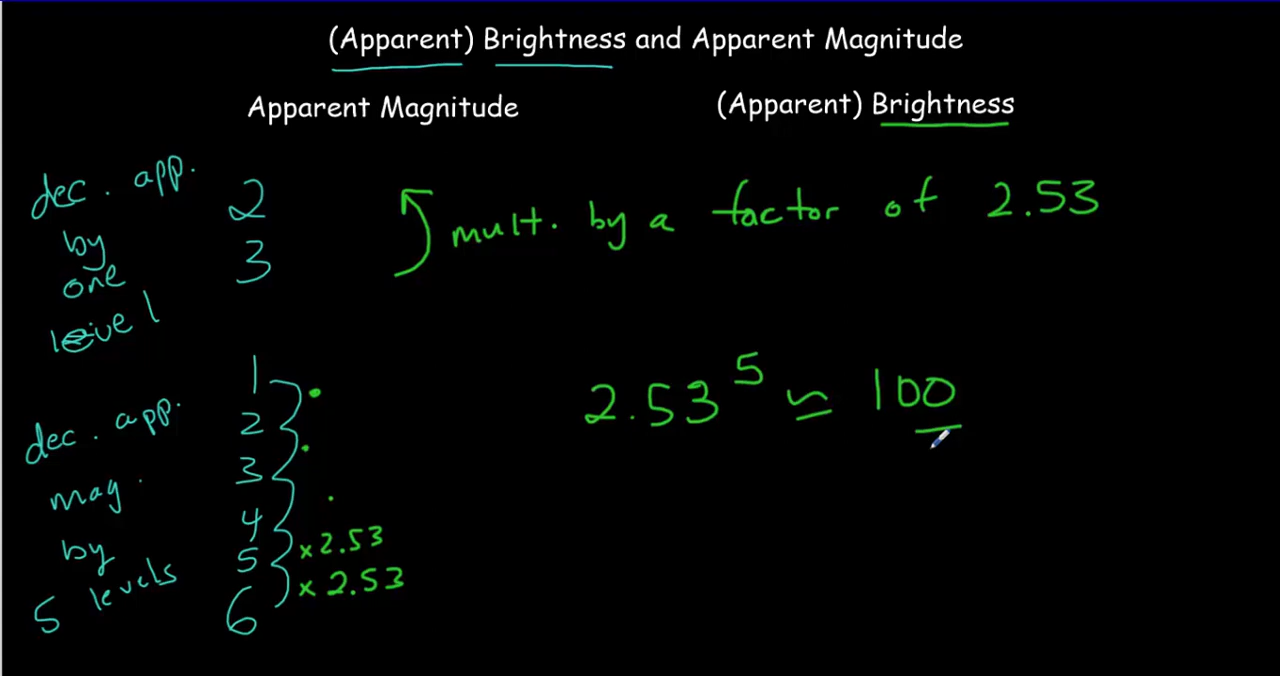 (Apparent) Brightness and Apparent Magnitude
Apparent Magnitude
(Apparent) Brightness
dec. app.
by
one
level
2
3
mult. by a factor of 2.53
dec. app.
mag.
by
5 levels
1
2
3
4
5
6
x 2.53
x 2.53
2.53⁵ ≃ 100